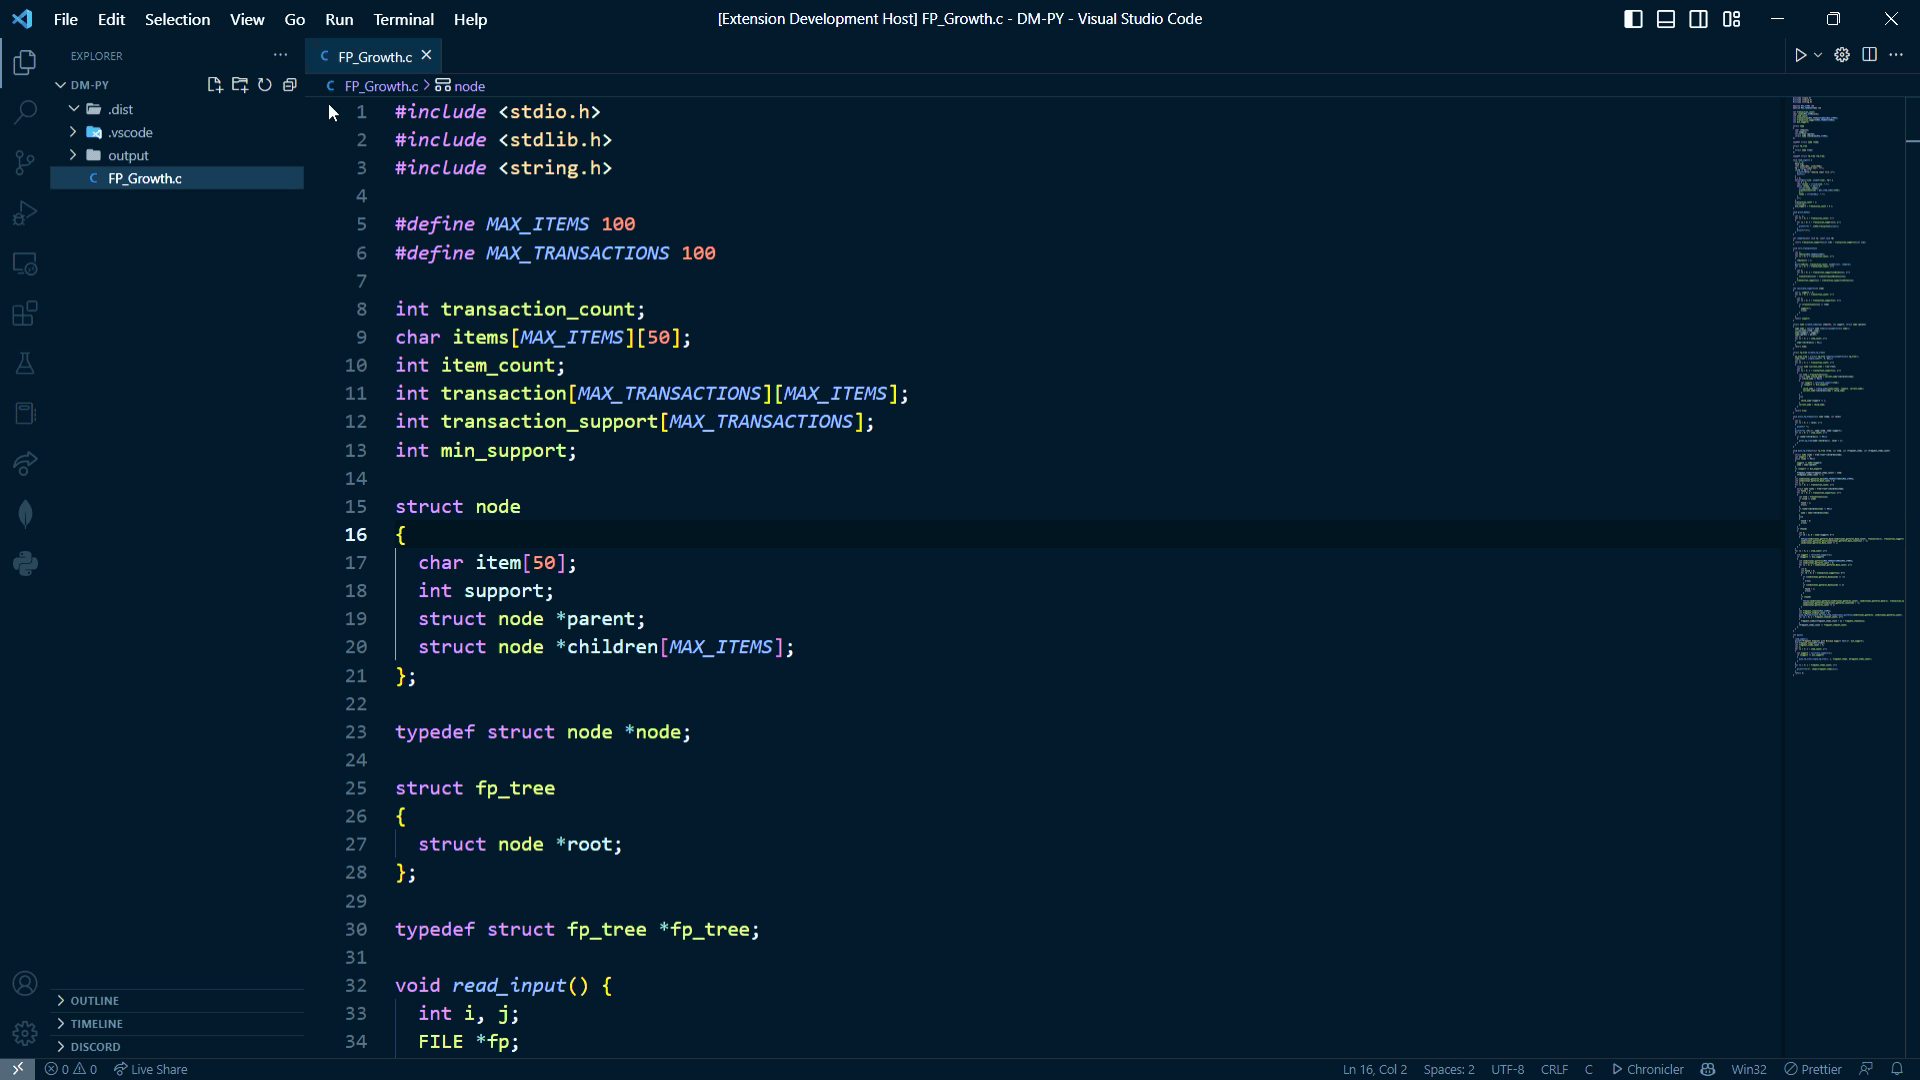 File Edit Selection View Go Run Terminal Help
[Extension Development Host] FP_Growth.c - DM-PY - Visual Studio Code
EXPLORER
DM-PY
.dist
.vscode
output
C FP_Growth.c
OUTLINE
TIMELINE
DISCORD
C FP_Growth.c
C FP_Growth.c > node
1 #include <stdio.h>
2 #include <stdlib.h>
3 #include <string.h>
4
5 #define MAX_ITEMS 100
6 #define MAX_TRANSACTIONS 100
7
8 int transaction_count;
9 char items[MAX_ITEMS][50];
10 int item_count;
11 int transaction[MAX_TRANSACTIONS][MAX_ITEMS];
12 int transaction_support[MAX_TRANSACTIONS];
13 int min_support;
14
15 struct node
16 {
17 char item[50];
18 int support;
19 struct node *parent;
20 struct node *children[MAX_ITEMS];
21 };
22
23 typedef struct node *node;
24
25 struct fp_tree
26 {
27 struct node *root;
28 };
29
30 typedef struct fp_tree *fp_tree;
31
32 void read_input() {
33 int i, j;
34 FILE *fp;
0 0 Live Share
Ln 16, Col 2 Spaces: 2 UTF-8 CRLF C Chronicler Win32 Prettier